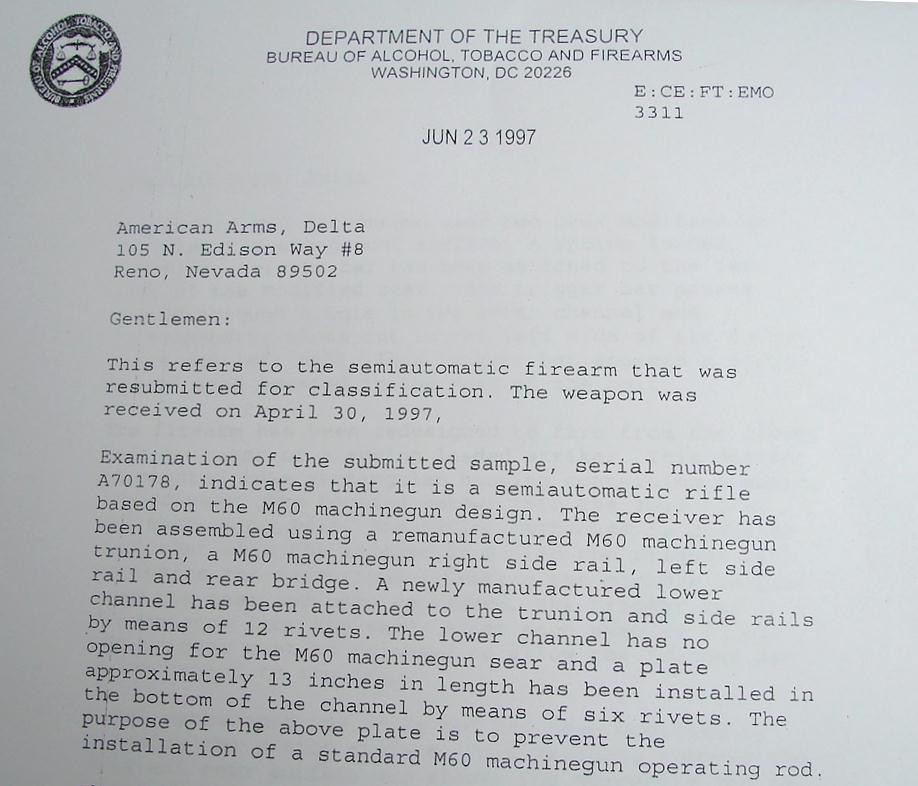 DEPARTMENT OF THE TREASURY
BUREAU OF ALCOHOL, TOBACCO AND FIREARMS
WASHINGTON, DC 20226
E:CE:FT:EMO
3311
JUN 23 1997
American Arms, Delta
105 N. Edison Way #8
Reno, Nevada 89502
Gentlemen:
This refers to the semiautomatic firearm that was
resubmitted for classification. The weapon was
received on April 30, 1997,
Examination of the submitted sample, serial number
A70178, indicates that it is a semiautomatic rifle
based on the M60 machinegun design. The receiver has
been assembled using a remanufactured M60 machinegun
trunion, a M60 machinegun right side rail, left side
rail and rear bridge. A newly manufactured lower
channel has been attached to the trunion and side rails
by means of 12 rivets. The lower channel has no
opening for the M60 machinegun sear and a plate
approximately 13 inches in length has been installed in
the bottom of the channel by means of six rivets. The
purpose of the above plate is to prevent the
installation of a standard M60 machinegun operating rod.